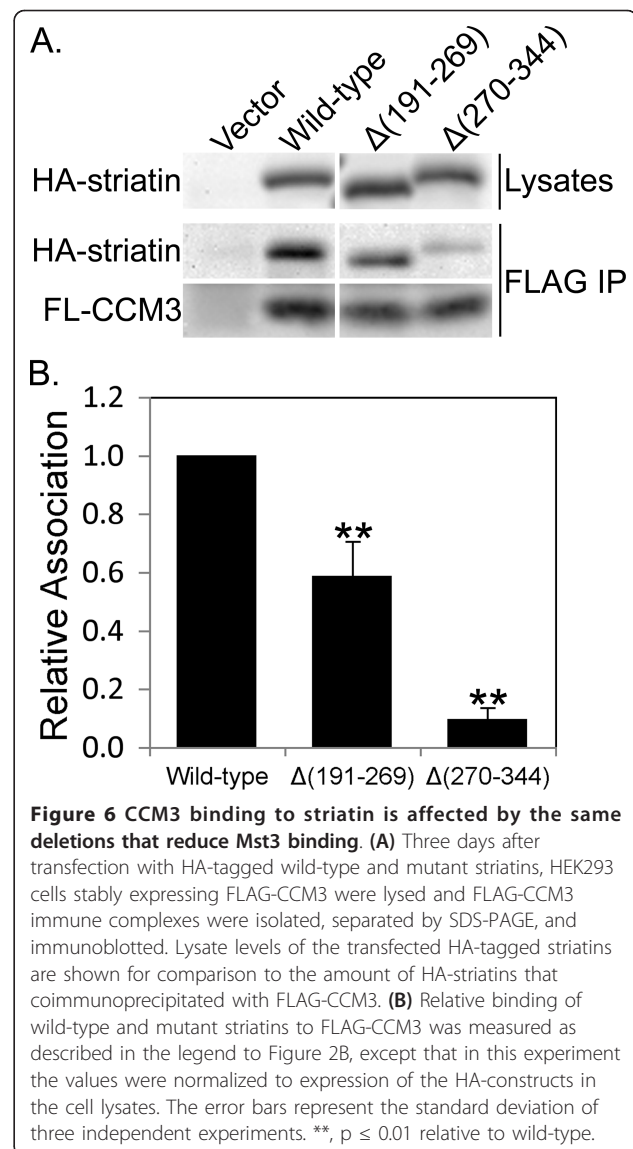 A.
Vector
Wild-type
Δ(191-269)
Δ(270-344)
HA-striatin
Lysates
HA-striatin
FL-CCM3
FLAG IP
B.
Relative Association
1.2
1.0
0.8
0.6
0.4
0.2
0.0
**
**
Wild-type Δ(191-269) Δ(270-344)
Figure 6 CCM3 binding to striatin is affected by the same
deletions that reduce Mst3 binding. (A) Three days after
transfection with HA-tagged wild-type and mutant striatins, HEK293
cells stably expressing FLAG-CCM3 were lysed and FLAG-CCM3
immune complexes were isolated, separated by SDS-PAGE, and
immunoblotted. Lysate levels of the transfected HA-tagged striatins
are shown for comparison to the amount of HA-striatins that
coimmunoprecipitated with FLAG-CCM3. (B) Relative binding of
wild-type and mutant striatins to FLAG-CCM3 was measured as
described in the legend to Figure 2B, except that in this experiment
the values were normalized to expression of the HA-constructs in
the cell lysates. The error bars represent the standard deviation of
three independent experiments. **, p ≤ 0.01 relative to wild-type.